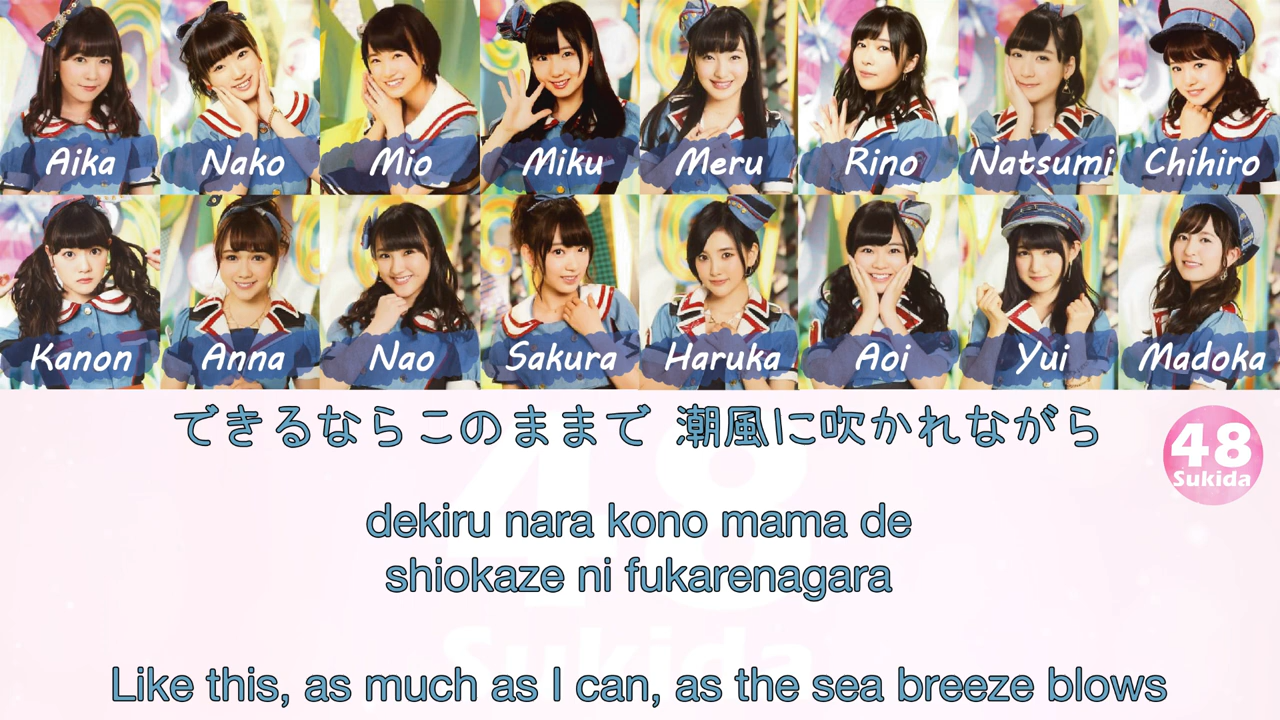 Aika Nako Mio Miku Meru Rino Natsumi Chihiro
Kanon Anna Nao Sakura Haruka Aoi Yui Madoka
できるならこのままで 潮風に吹かれながら
48
Sukida
dekiru nara kono mama de
shiokaze ni fukarenagara
48
Sukida
Like this, as much as I can, as the sea breeze blows